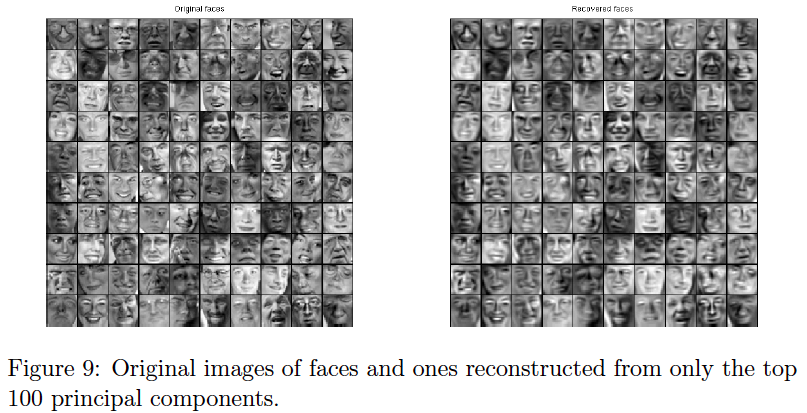 Original faces
Recovered faces
Figure 9: Original images of faces and ones reconstructed from only the top
100 principal components.